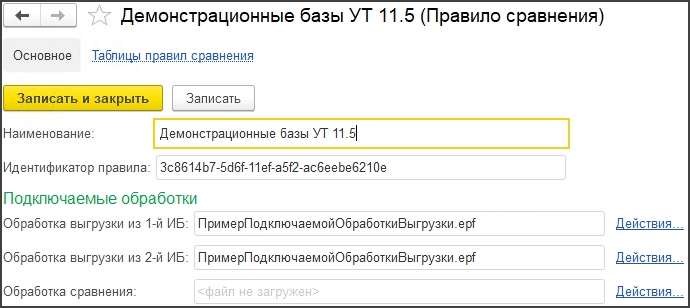 Демонстрационные базы УТ 11.5 (Правило сравнения)
Основное Таблицы правил сравнения
Записать и закрыть Записать
Наименование: Демонстрационные базы УТ 11.5
Идентификатор правила: 3c8614b7-5d6f-11ef-a5f2-ac6eebe6210e
Подключаемые обработки
Обработка выгрузки из 1-й ИБ: ПримерПодключаемойОбработкиВыгрузки.epf Действия...
Обработка выгрузки из 2-й ИБ: ПримерПодключаемойОбработкиВыгрузки.epf Действия...
Обработка сравнения: <файл не загружен> Действия...